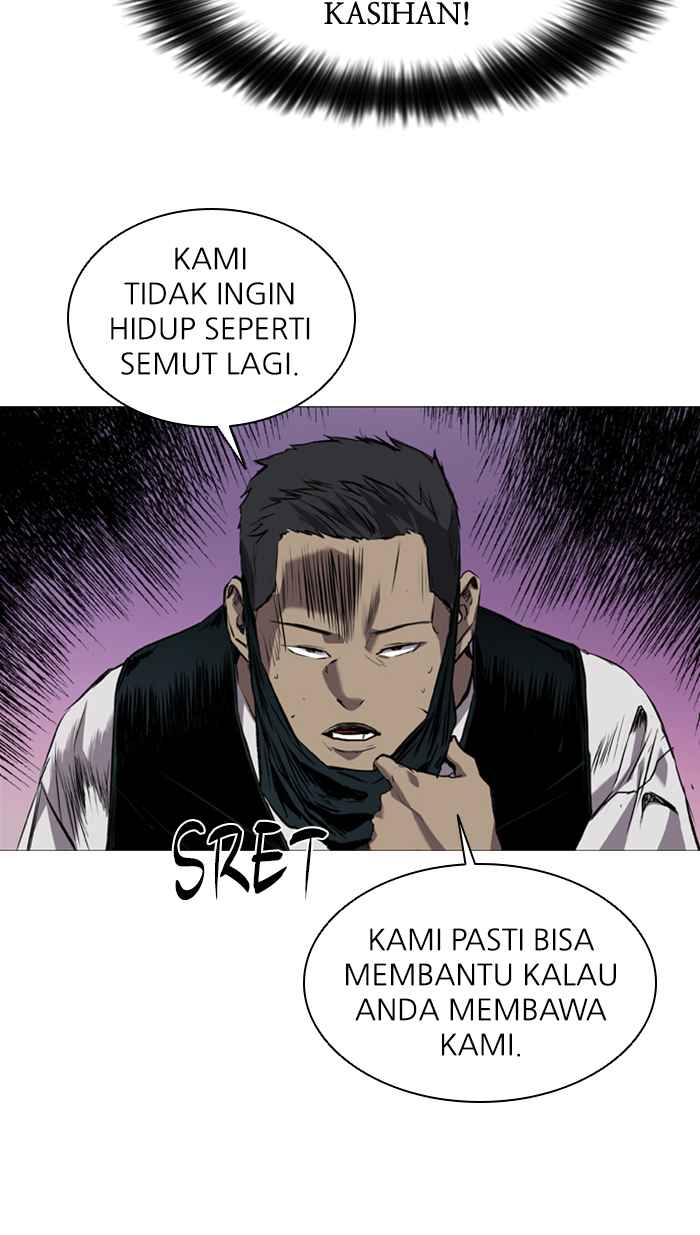 KASIHAN!
KAMI
TIDAK INGIN
HIDUP SEPERTI
SEMUT LAGI.
SRET
KAMI PASTI BISA
MEMBANTU KALAU
ANDA MEMBAWA
KAMI.